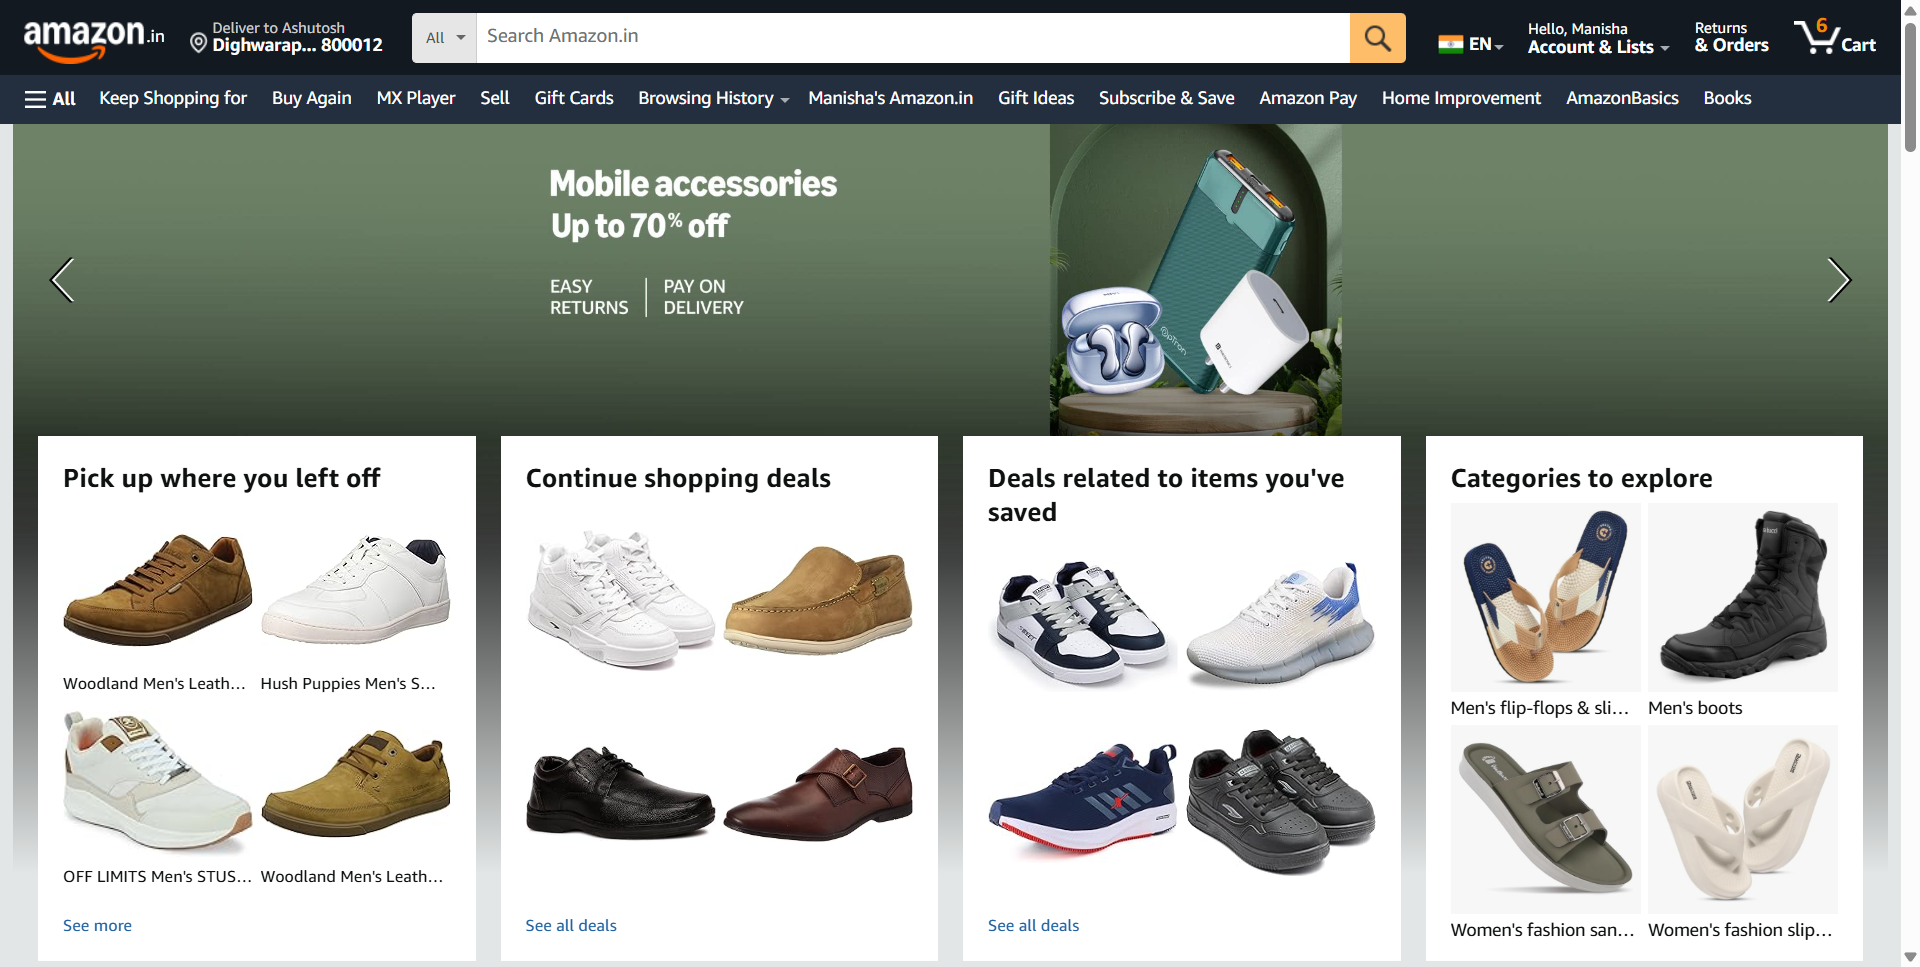 amazon.in
Deliver to Ashutosh
Dighwarap... 800012
All
Search Amazon.in
EN
Hello, Manisha
Account & Lists
Returns
& Orders
6
Cart
All
Keep Shopping for
Buy Again
MX Player
Sell
Gift Cards
Browsing History
Manisha's Amazon.in
Gift Ideas
Subscribe & Save
Amazon Pay
Home Improvement
AmazonBasics
Books
Mobile accessories
Up to 70% off
EASY
RETURNS
PAY ON
DELIVERY
pTron
Pick up where you left off
Woodland Men's Leath...
Hush Puppies Men's S...
OFF LIMITS Men's STUS...
Woodland Men's Leath...
See more
Continue shopping deals
See all deals
Deals related to items you've
saved
See all deals
Categories to explore
Men's flip-flops & sli...
Men's boots
Women's fashion san...
Women's fashion slip...